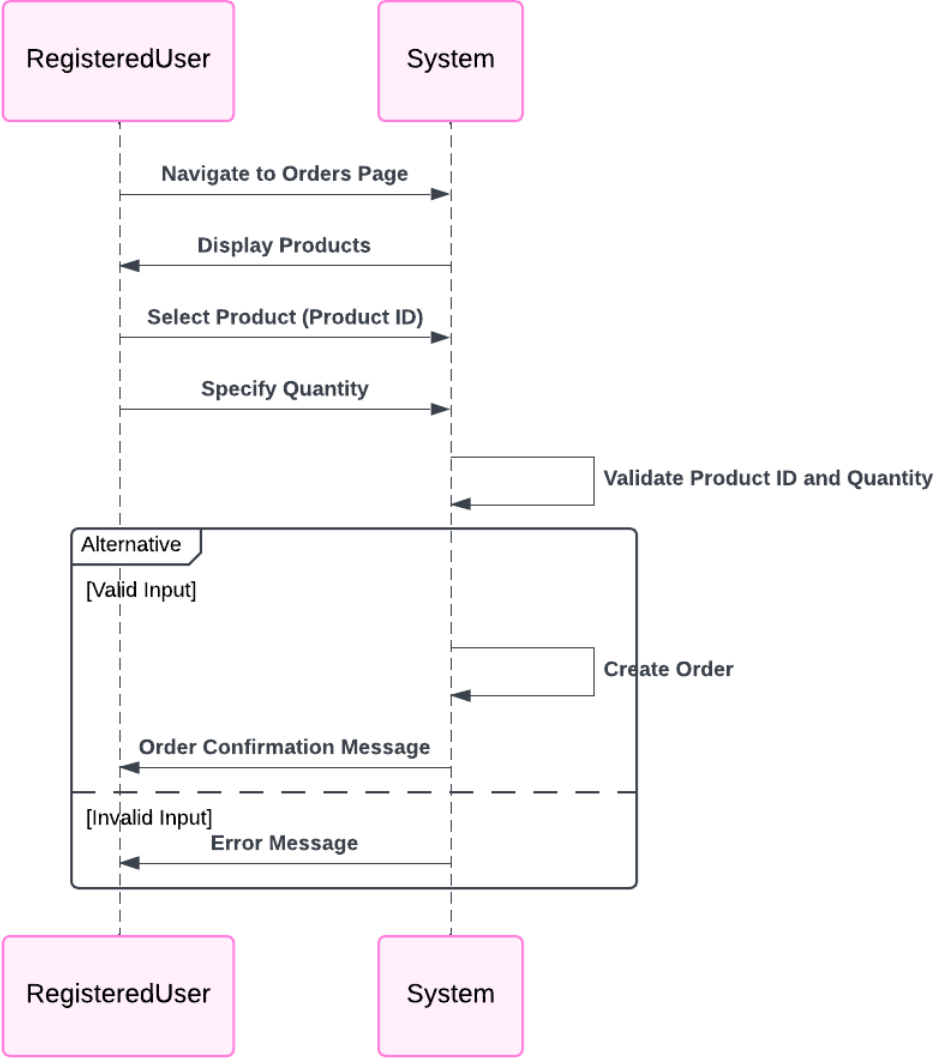 RegisteredUser
System
Navigate to Orders Page
Display Products
Select Product (Product ID)
Specify Quantity
Validate Product ID and Quantity
Alternative
[Valid Input]
Create Order
Order Confirmation Message
[Invalid Input]
Error Message
RegisteredUser
System